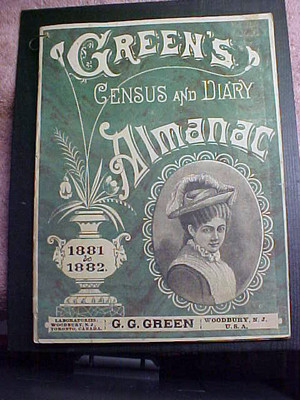 "GREEN'S"
CENSUS AND DIARY
Almanac
1881
&
1882.
LABORATORIES:
WOODBURY, N.J.,
TORONTO, CANADA.
G. G. GREEN
WOODBURY, N. J.
U.S.A.